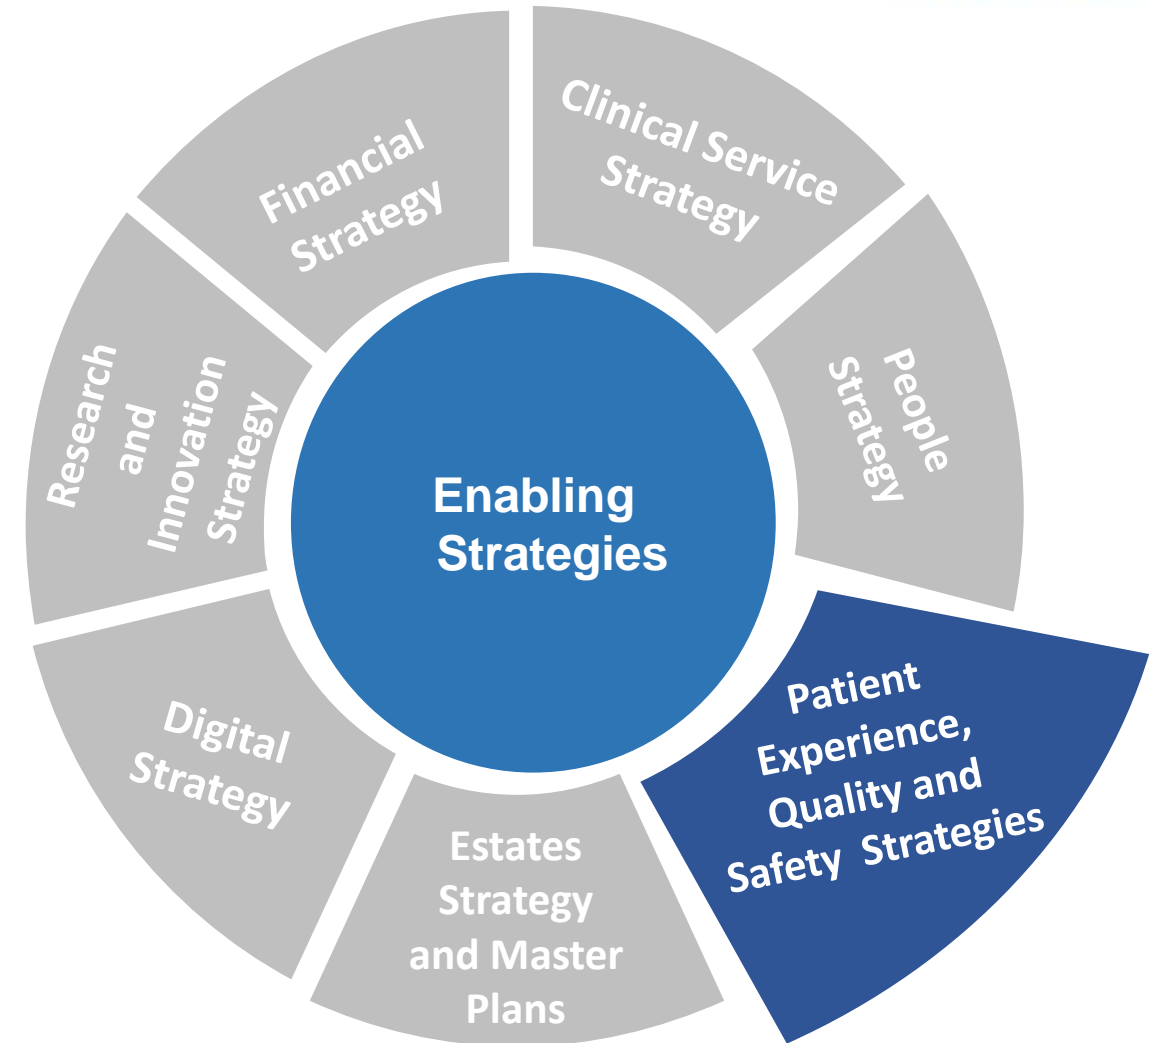 Clinical Service
Strategy
People
Strategy
Patient
Experience,
Quality and
Safety Strategies
Estates
Strategy
and Master
Plans
Digital
Strategy
Research
and
Innovation
Strategy
Financial
Strategy
Enabling
Strategies